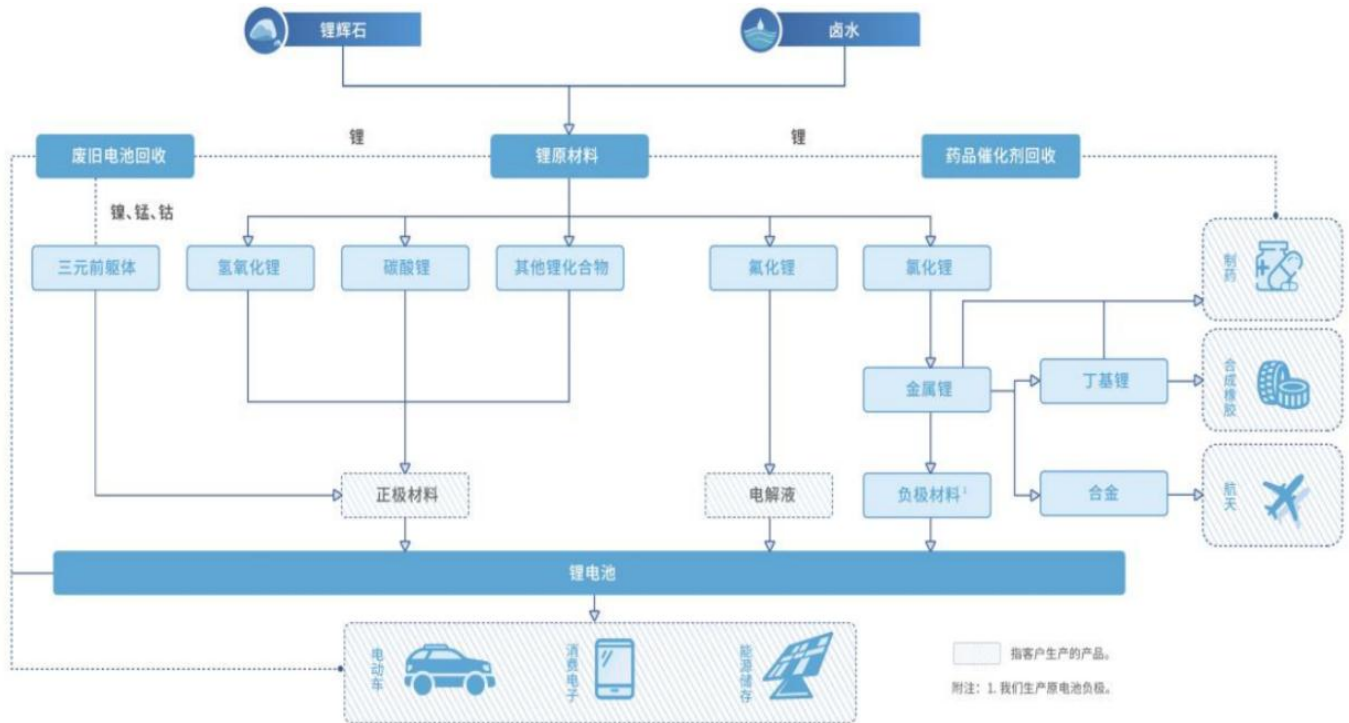 锂辉石
卤水
废旧电池回收
锂
锂原材料
锂
药品催化剂回收
镍、锰、钴
三元前躯体
氢氧化锂
碳酸锂
其他锂化合物
氟化锂
氯化锂
制药
金属锂
丁基锂
合成橡胶
正极材料
电解液
负极材料1
合金
航天
锂电池
电动车
消费电子
能源储存
指客户生产的产品。
附注：1. 我们生产原电池负极。